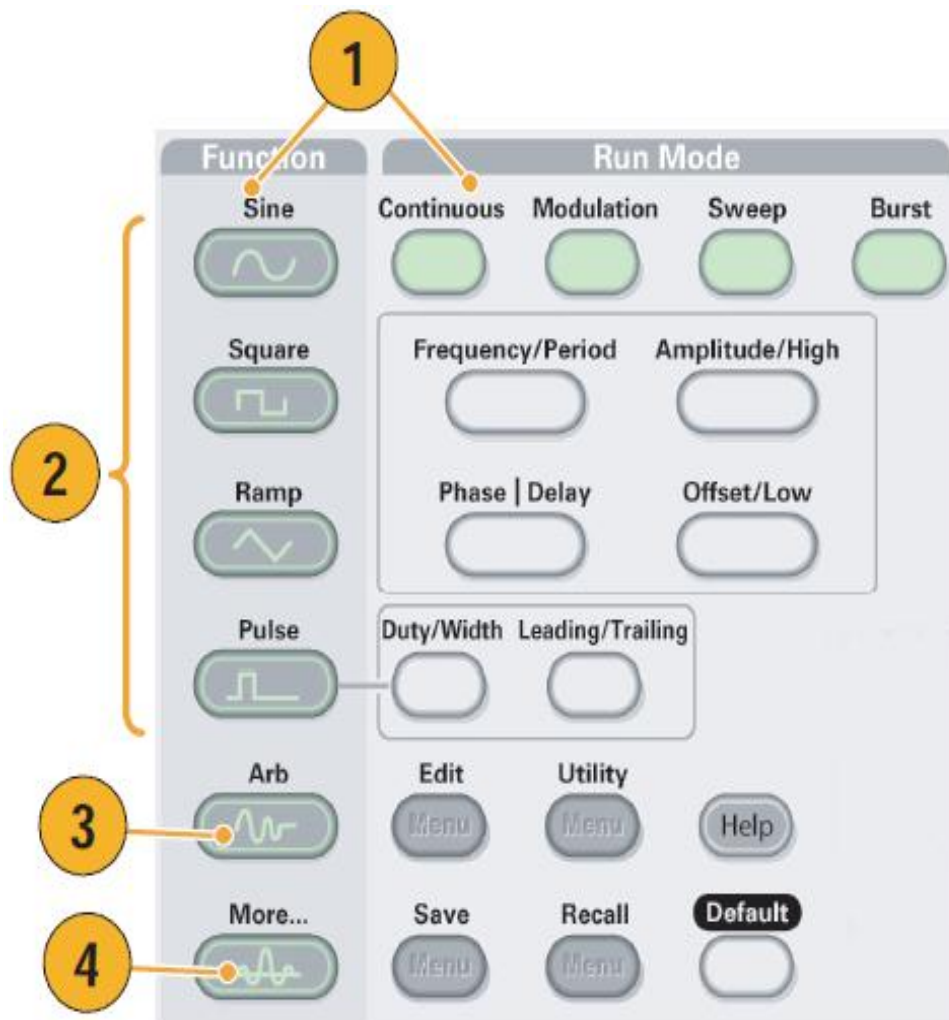 1
Function Run Mode
Sine Continuous Modulation Sweep Burst
2
Square Frequency/Period Amplitude/High
Ramp Phase | Delay Offset/Low
Pulse Duty/Width Leading/Trailing
3
Arb Edit Utility
Menu Menu Help
4
More... Save Recall Default
Menu Menu